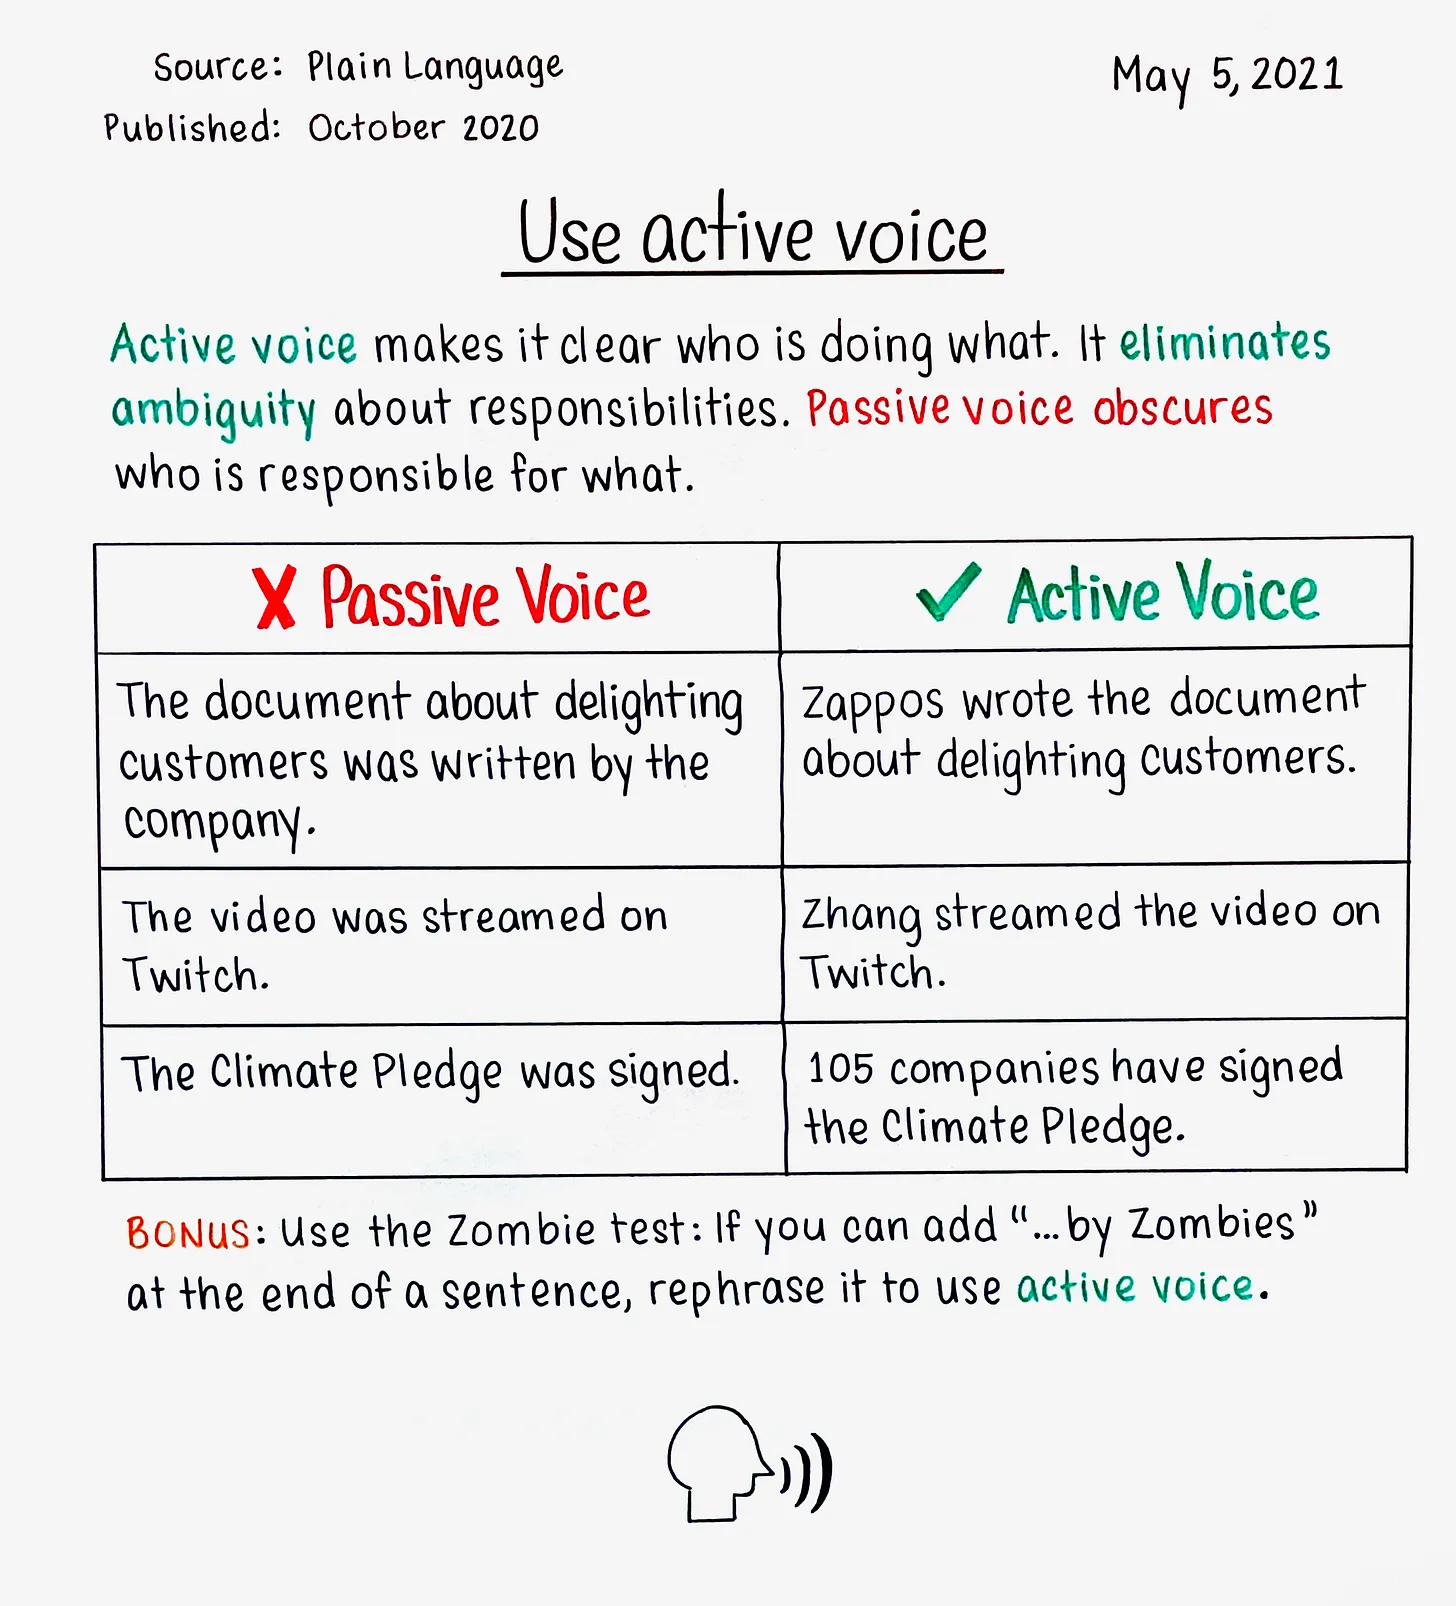 Source: Plain Language
May 5, 2021
Published: October 2020
Use active voice
Active voice makes it clear who is doing what. It eliminates
ambiguity about responsibilities. Passive voice obscures
who is responsible for what.
X Passive Voice
✓ Active Voice
The document about delighting
customers was written by the
company.
Zappos wrote the document
about delighting customers.
The video was streamed on
Twitch.
Zhang streamed the video on
Twitch.
The Climate Pledge was signed.
105 companies have signed
the Climate Pledge.
BONUS: Use the Zombie test: If you can add “...by Zombies”
at the end of a sentence, rephrase it to use active voice.